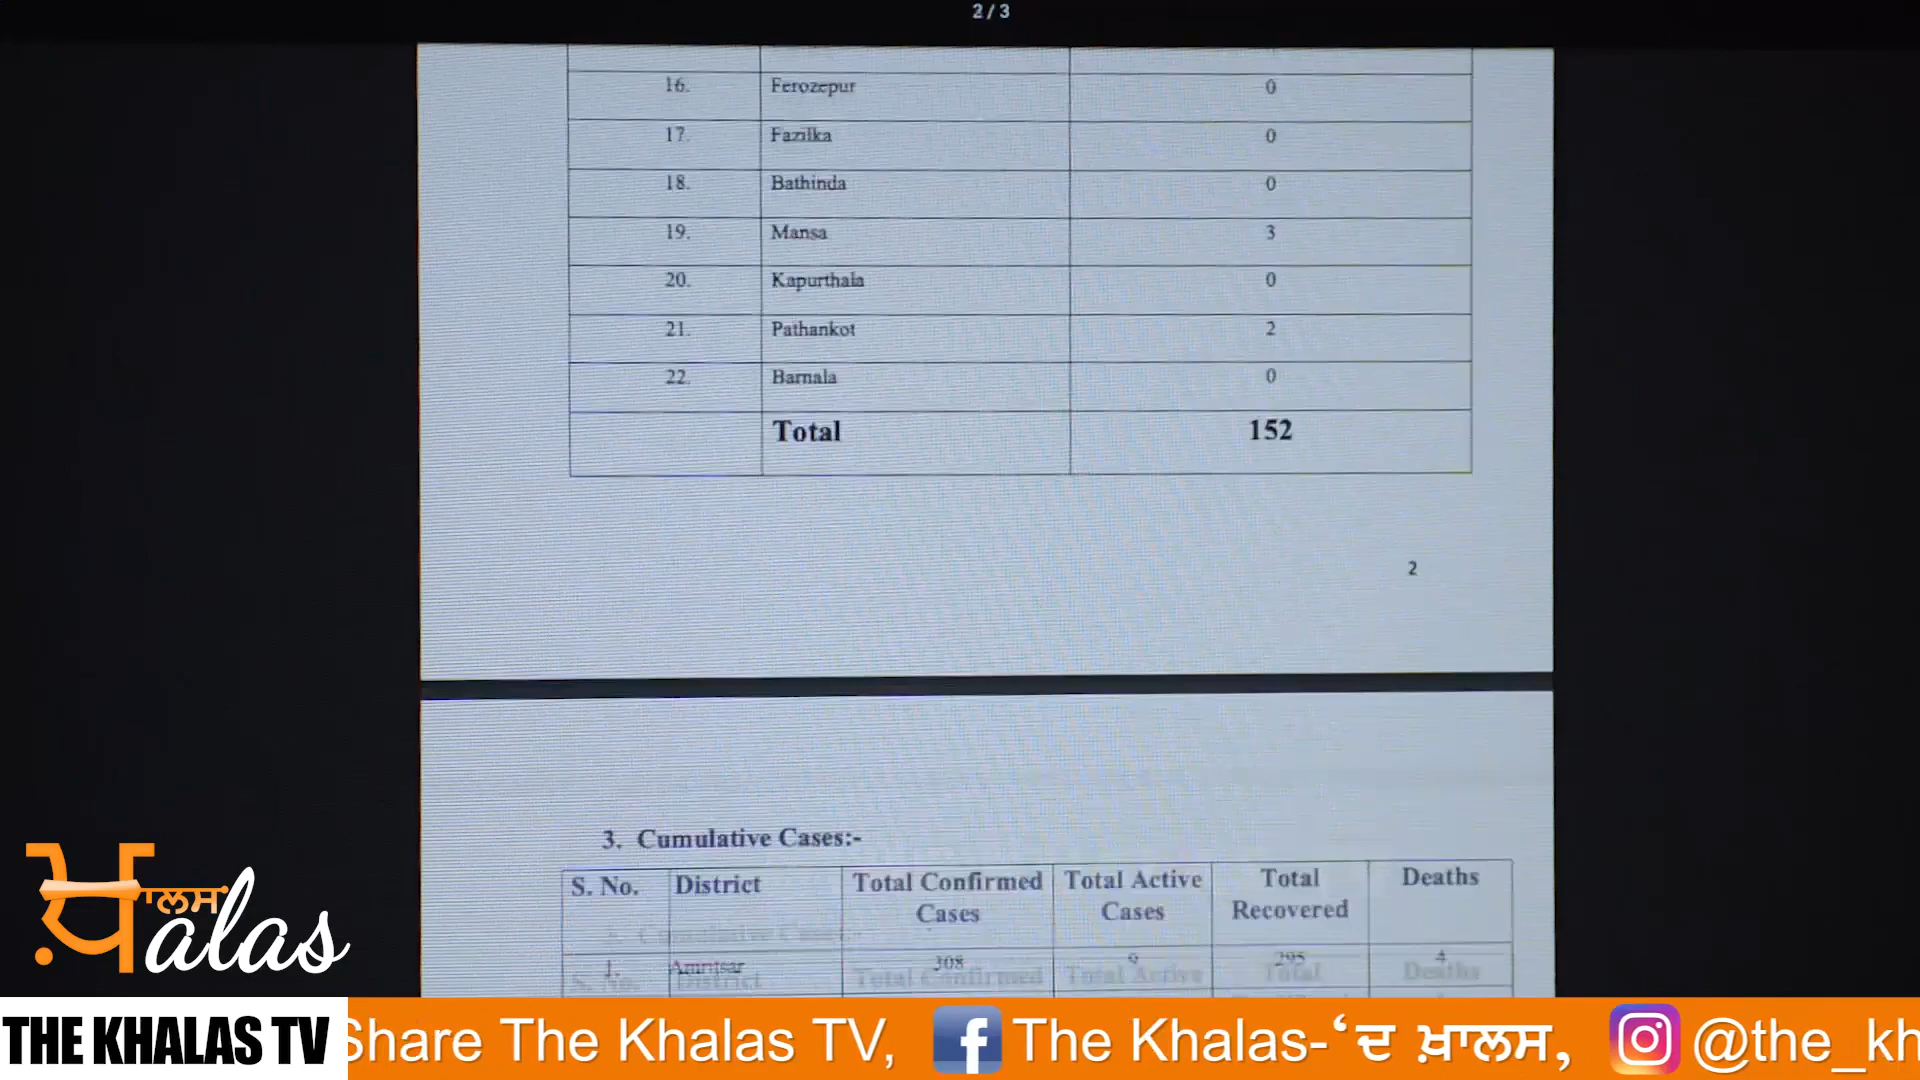 2/3
16. Ferozepur 0
17. Fazilka 0
18. Bathinda 0
19. Mansa 3
20. Kapurthala 0
21. Pathankot 2
22. Barnala 0
Total 152
2
3. Cumulative Cases:-
S. No. District Total Confirmed Cases Total Active Cases Total Recovered Deaths
1. Amritsar 308 9 295 4
ਖ਼ਾਲਸ
alas
THE KHALAS TV
Share The Khalas TV, The Khalas-‘ਦ ਖ਼ਾਲਸ, @the_kh